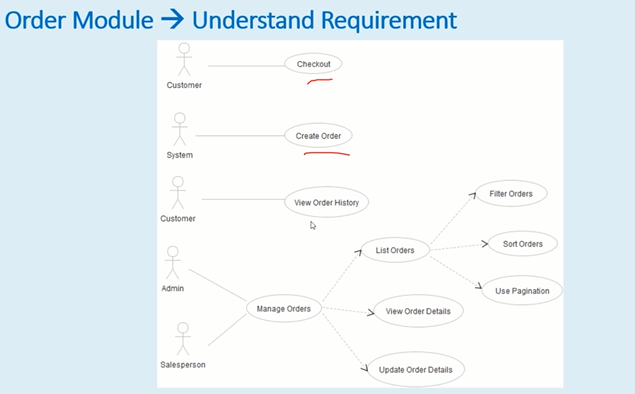 Order Module → Understand Requirement
Checkout
Customer
Create Order
System
View Order History
Customer
Filter Orders
List Orders
Sort Orders
Admin
Use Pagination
Manage Orders
View Order Details
Salesperson
Update Order Details